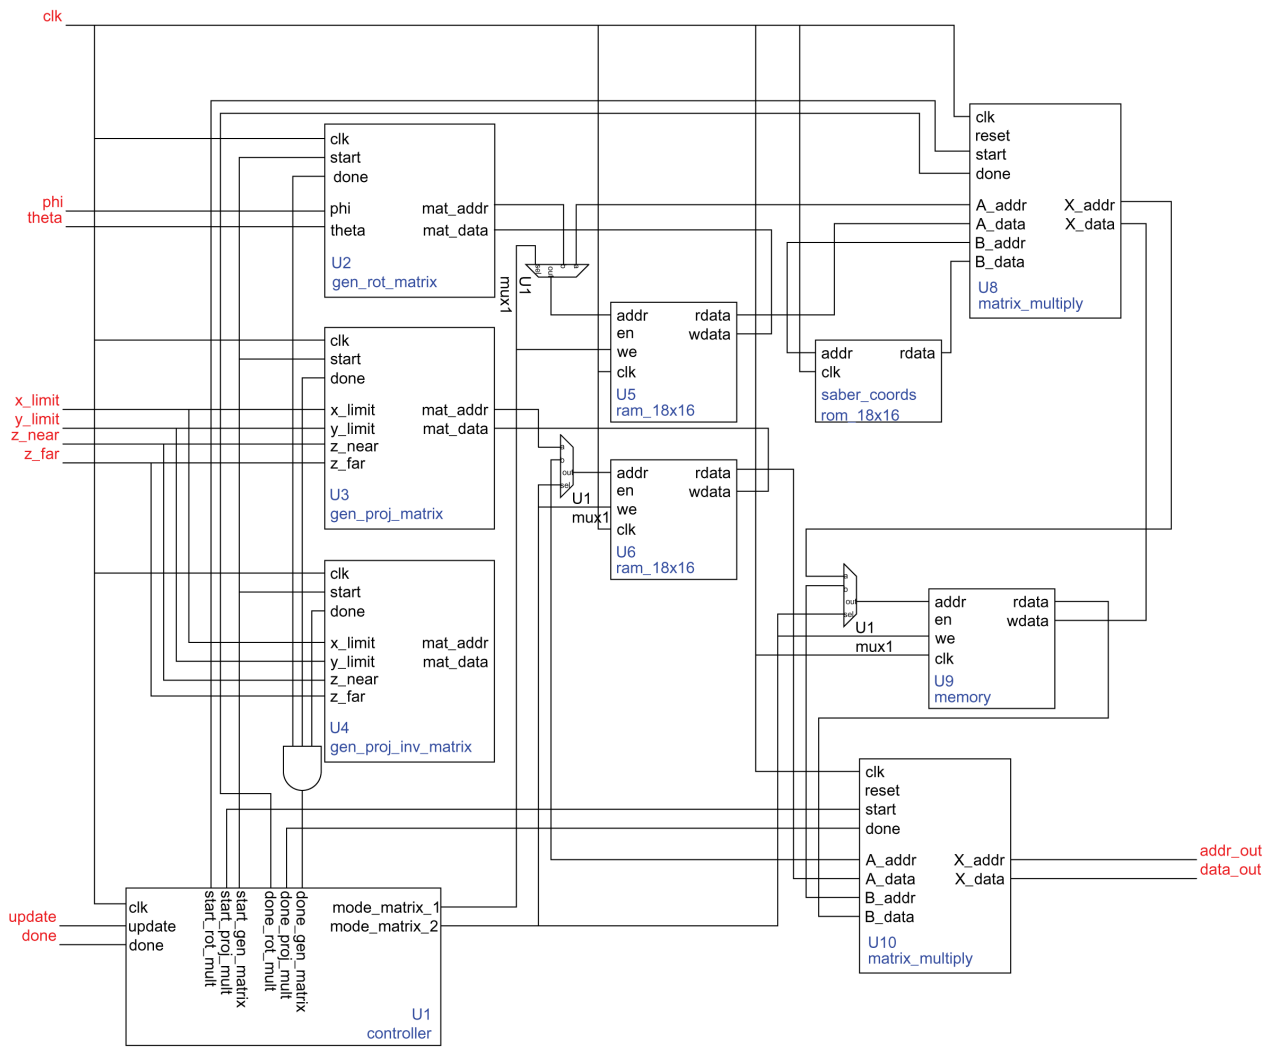 clk
phi
theta
x_limit
y_limit
z_near
z_far
update
done
clk
start
done
phi
theta
mat_addr
mat_data
U2
gen_rot_matrix
clk
start
done
x_limit
y_limit
z_near
z_far
mat_addr
mat_data
U3
gen_proj_matrix
clk
start
done
x_limit
y_limit
z_near
z_far
mat_addr
mat_data
U4
gen_proj_inv_matrix
sel
out
a
U1
mux1
addr
en
we
clk
rdata
wdata
U5
ram_18x16
a
out
sel
U1
mux1
addr
en
we
clk
rdata
wdata
U6
ram_18x16
clk
reset
start
done
A_addr
A_data
B_addr
B_data
X_addr
X_data
U8
matrix_multiply
addr
clk
rdata
saber_coords
rom_18x16
a
out
sel
U1
mux1
addr
en
we
clk
rdata
wdata
U9
memory
clk
reset
start
done
A_addr
A_data
B_addr
B_data
X_addr
X_data
U10
matrix_multiply
addr_out
data_out
clk
update
done
start_rot_mult
start_proj_mult
start_gen_matrix
done_rot_mult
done_proj_mult
done_gen_matrix
mode_matrix_1
mode_matrix_2
U1
controller